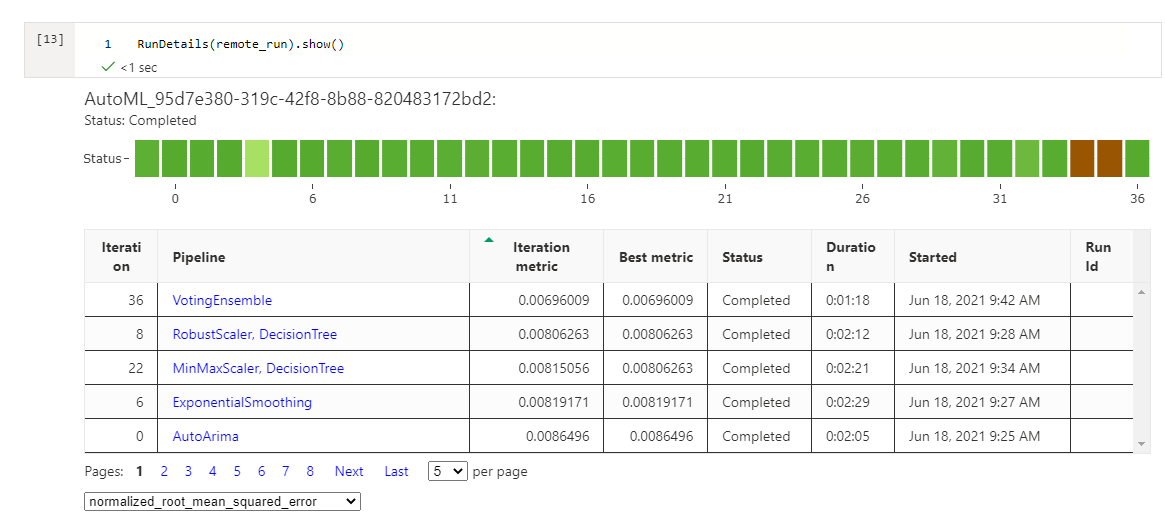 [13]
1 RunDetails(remote_run).show()
<1 sec
AutoML_95d7e380-319c-42f8-8b88-820483172bd2:
Status: Completed
Status
0 6 11 16 21 26 31 36
Iterati on Pipeline Iteration metric Best metric Status Duratio n Started Run Id
36 VotingEnsemble 0.00696009 0.00696009 Completed 0:01:18 Jun 18, 2021 9:42 AM
8 RobustScaler, DecisionTree 0.00806263 0.00806263 Completed 0:02:12 Jun 18, 2021 9:28 AM
22 MinMaxScaler, DecisionTree 0.00815056 0.00806263 Completed 0:02:21 Jun 18, 2021 9:34 AM
6 ExponentialSmoothing 0.00819171 0.00819171 Completed 0:02:29 Jun 18, 2021 9:27 AM
0 AutoArima 0.0086496 0.0086496 Completed 0:02:05 Jun 18, 2021 9:25 AM
Pages: 1 2 3 4 5 6 7 8 Next Last 5 per page
normalized_root_mean_squared_error